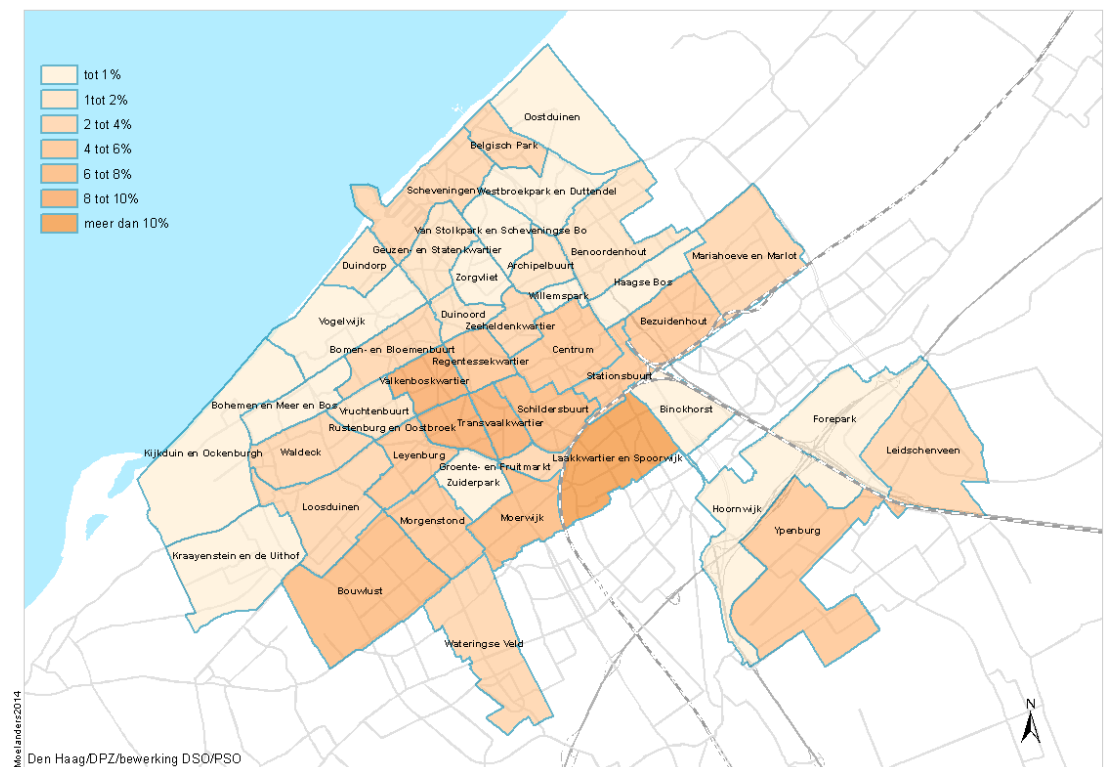 tot 1%
1tot 2%
2 tot 4%
4 tot 6%
6 tot 8%
8 tot 10%
meer dan 10%
Oostduinen
Belgisch Park
Scheveningen
Westbroekpark en Duttendel
Van Stolkpark en Scheveningse Bo
Geuzen- en Statenkwartier
Benoordenhout
Mariahoeve en Marlot
Duindorp
Archipelbuurt
Zorgvliet
Haagse Bos
Willemspark
Vogelwijk
Duinoord
Zeeheldenkwartier
Bezuidenhout
Bomen- en Bloemenbuurt
Centrum
Regentessekwartier
Stationsbuurt
Valkenboskwartier
Bohemen en Meer en Bos
Vruchtenbuurt
Schildersbuurt
Binckhorst
Forepark
Rustenburg en Oostbroek
Transvaalkwartier
Kijkduin en Ockenburgh
Waldeck
Leyenburg
Laakkwartier en Spoorwijk
Leidschenveen
Groente- en Fruitmarkt
Zuiderpark
Loosduinen
Hoornwijk
Morgenstond
Moerwijk
Ypenburg
Kraayenstein en de Uithof
Bouwlust
Wateringse Veld
N
Moelanders2014
Den Haag/DPZ/bewerking DSO/PSO